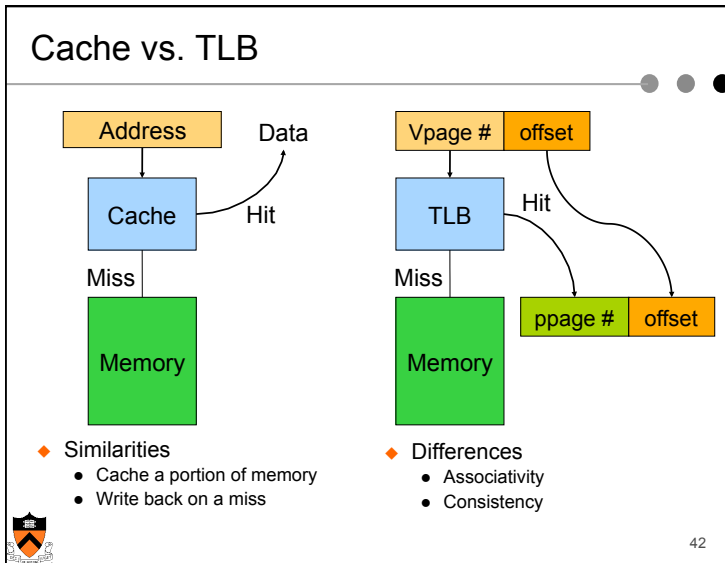 Cache vs. TLB
Address
Data
Cache
Hit
Miss
Memory
Vpage # offset
TLB
Hit
Miss
ppage # offset
Memory
Similarities
Cache a portion of memory
Write back on a miss
Differences
Associativity
Consistency
42